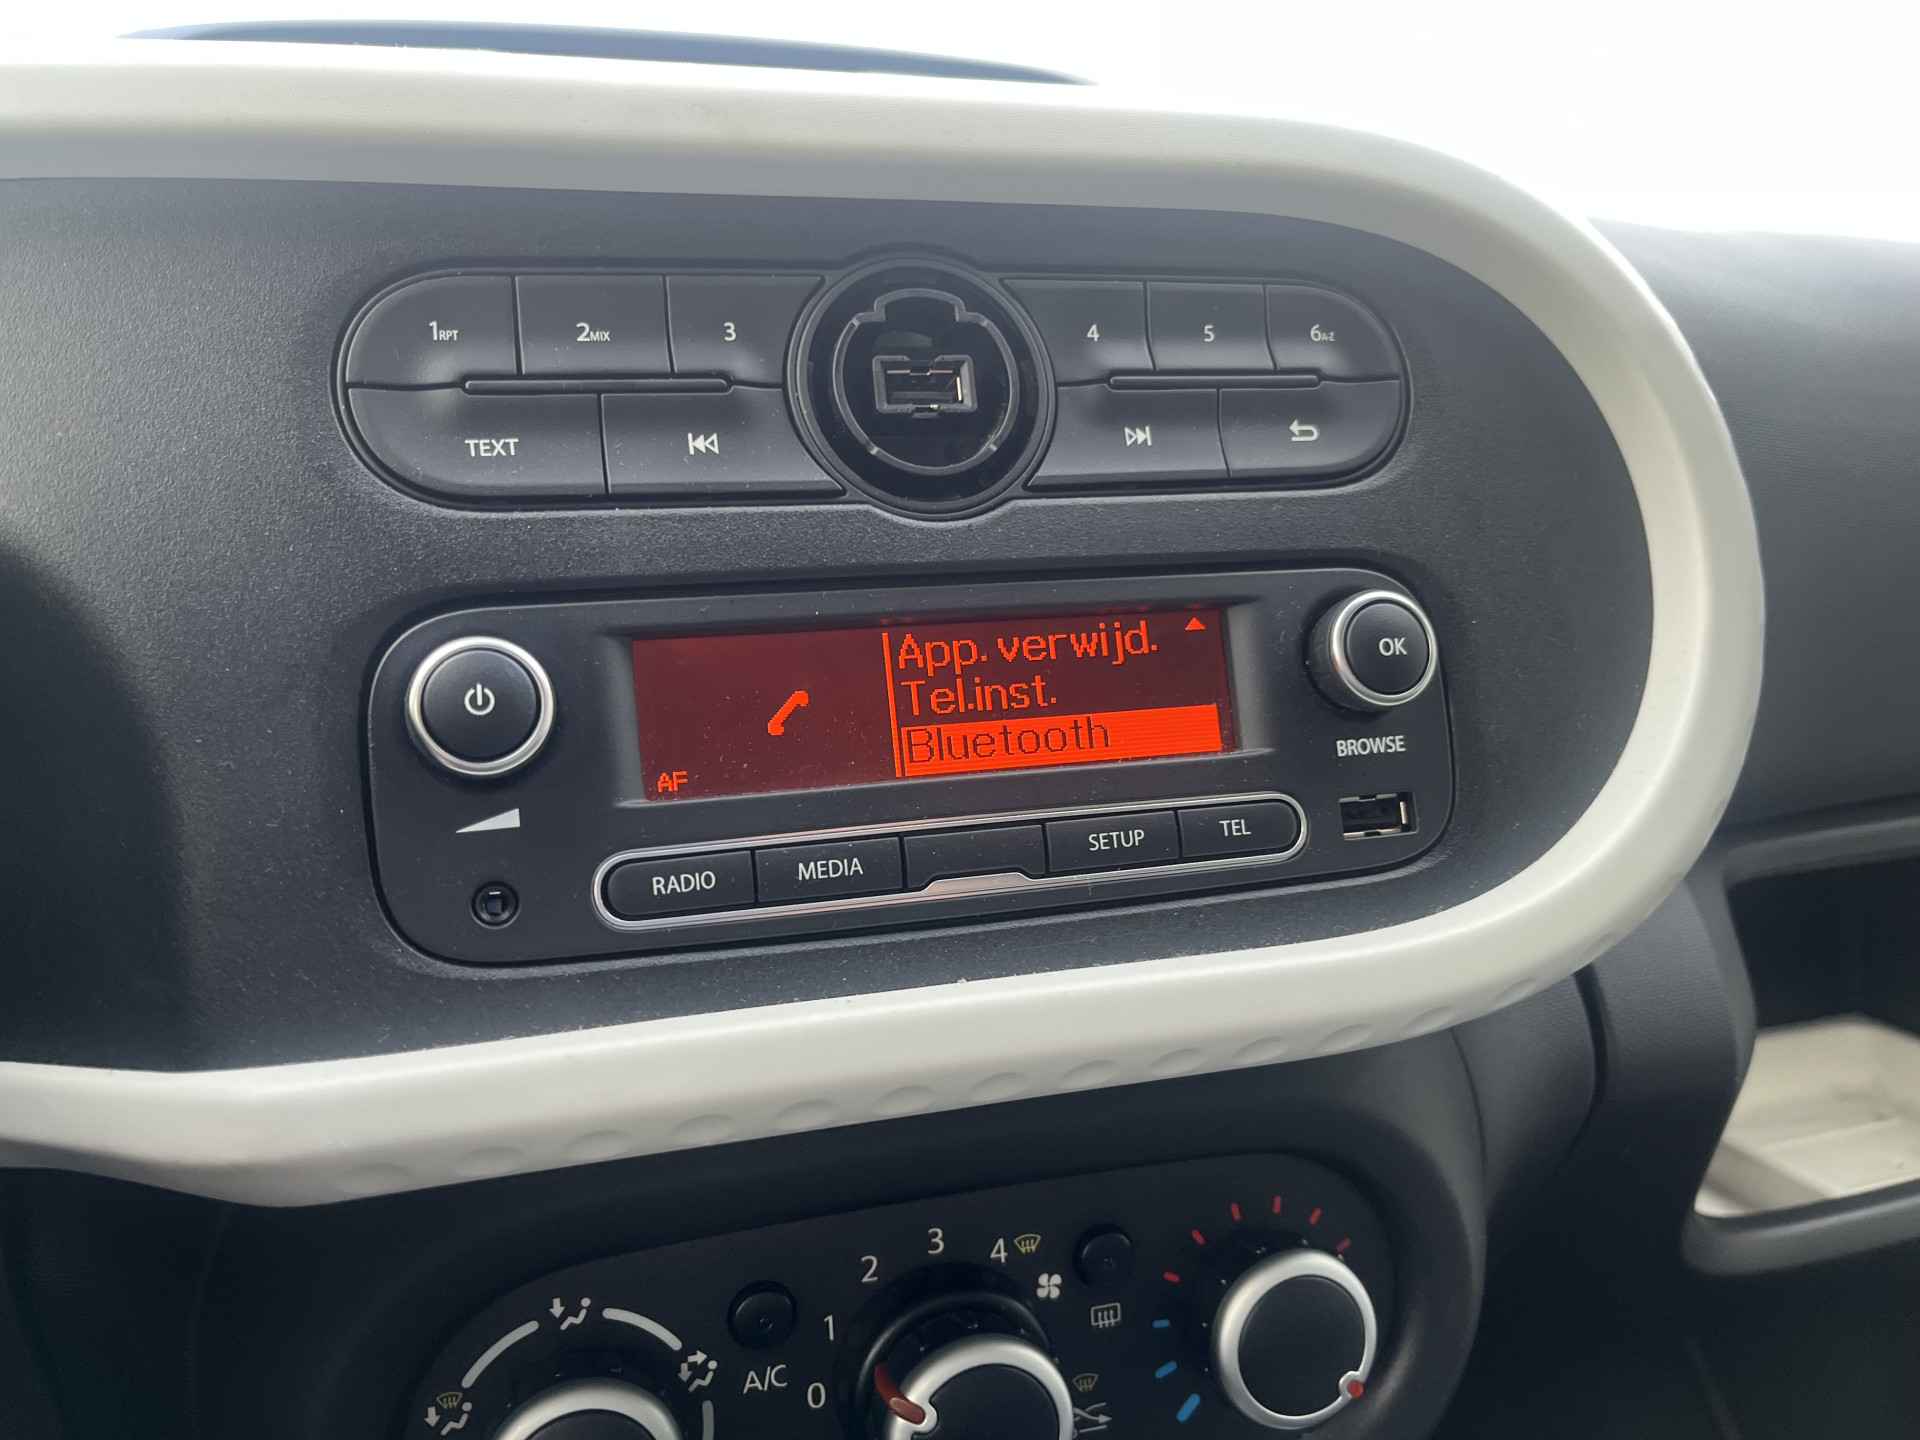 1RPT 2MIX 3 4 5 6A-Z
TEXT
App. verwijd.
Tel.inst.
Bluetooth
AF
OK
BROWSE
RADIO MEDIA SETUP TEL
0 1 2 3 4
A/C